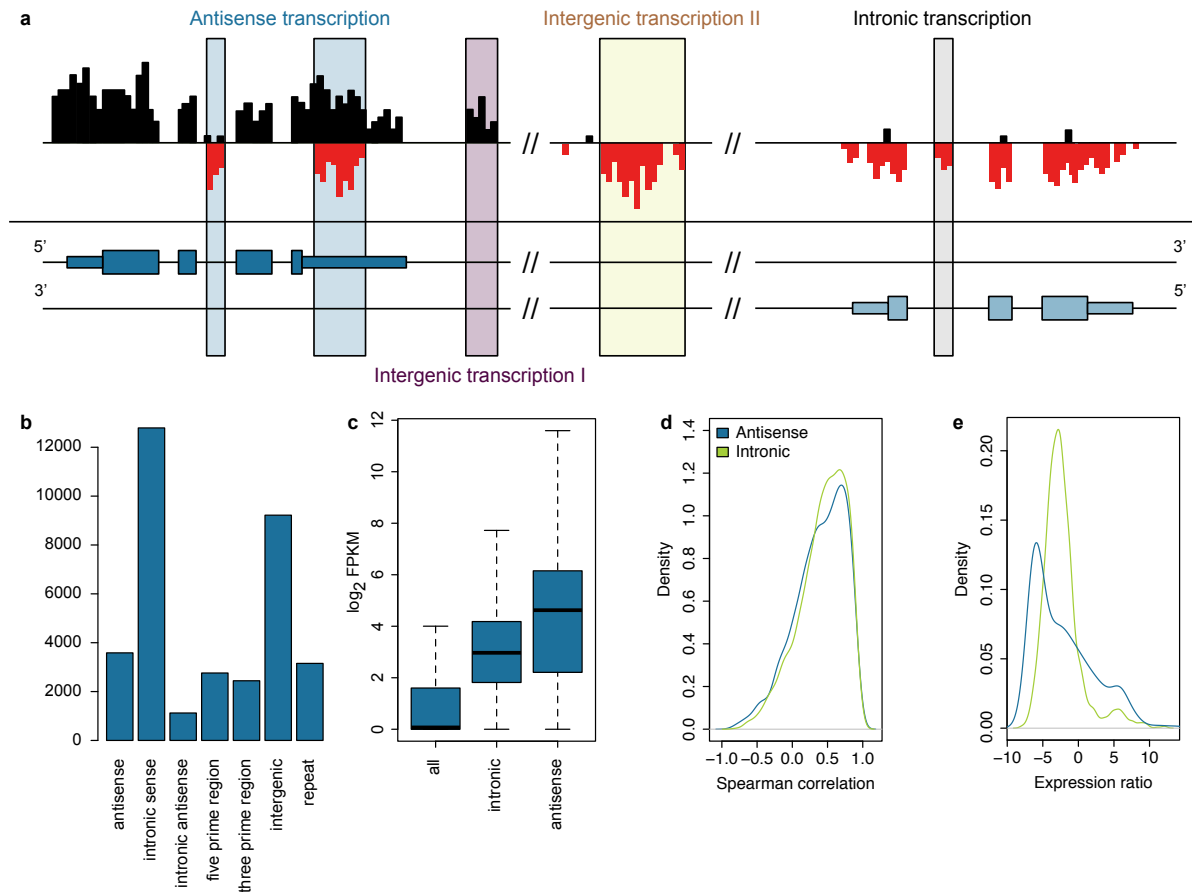 a
Antisense transcription
Intergenic transcription II
Intronic transcription
//
//
5’
//
//
3’
3’
//
//
5’
Intergenic transcription I
b
12000
10000
8000
6000
4000
2000
0
antisense
intronic sense
intronic antisense
five prime region
three prime region
intergenic
repeat
c
log2 FPKM
12
10
8
6
4
2
0
all
intronic
antisense
d
Antisense
Intronic
Density
1.4
1.2
1.0
0.8
0.6
0.4
0.2
0.0
−1.0
−0.5
0.0
0.5
1.0
Spearman correlation
e
Density
0.20
0.15
0.10
0.05
0.00
−10
−5
0
5
10
Expression ratio